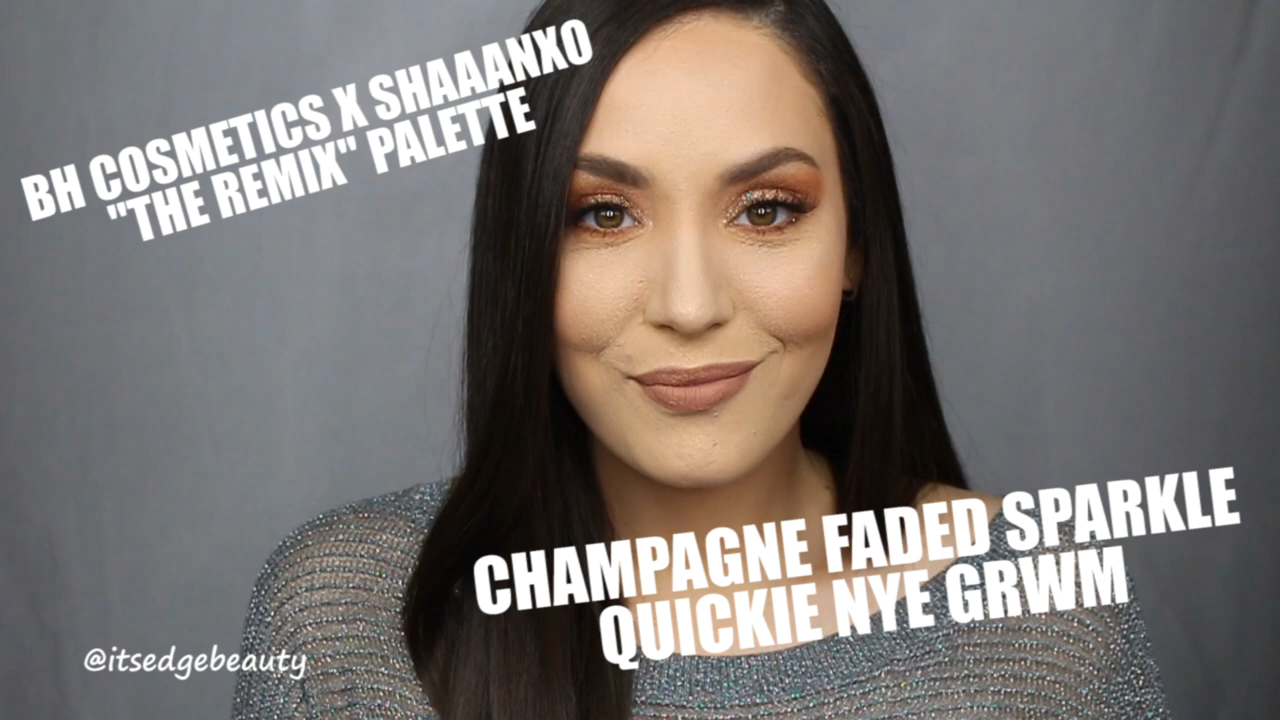 BH COSMETICS X SHAAANXO
"THE REMIX" PALETTE
CHAMPAGNE FADED SPARKLE
QUICKIE NYE GRWM
@itsedgebeauty